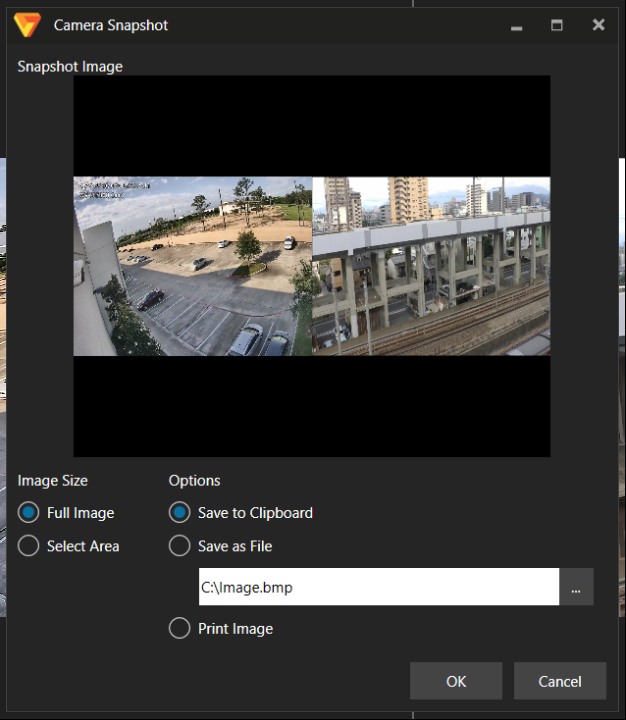 Camera Snapshot
Snapshot Image
Image Size
Options
Full Image
Save to Clipboard
Select Area
Save as File
C:\Image.bmp
...
Print Image
OK
Cancel